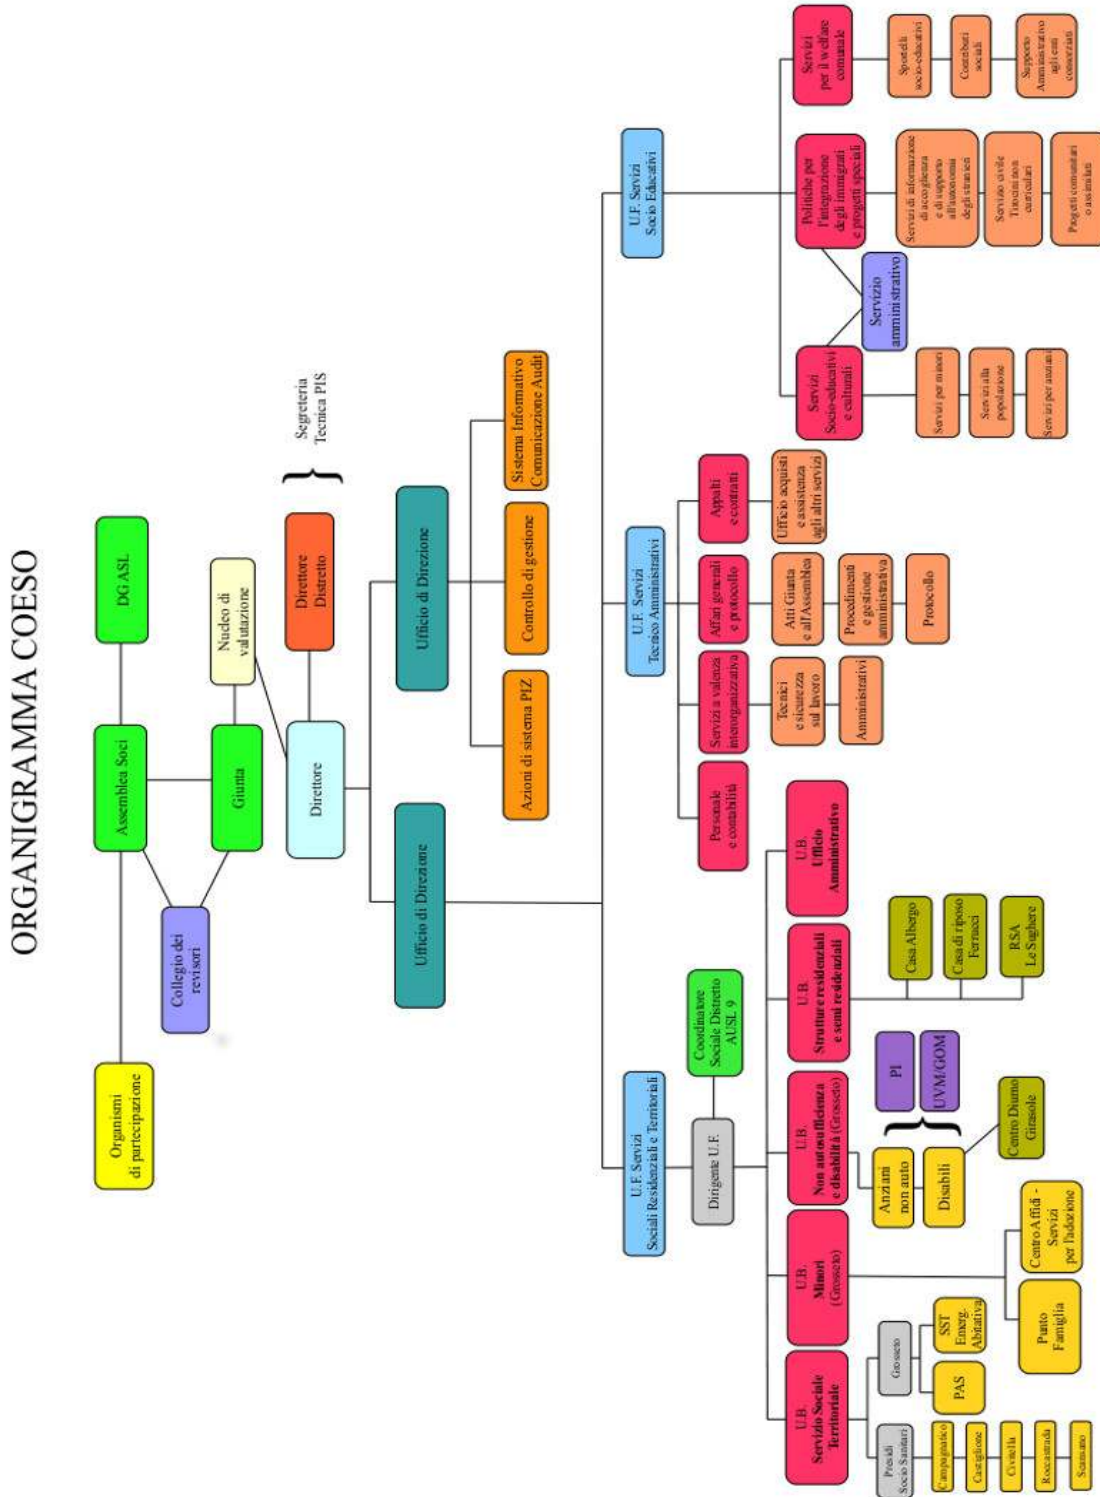 ORGANIGRAMMA COESO
Organismi
di partecipazione
Assemblea Soci
DG ASL
Collegio dei
revisori
Giunta
Nucleo di
valutazione
Direttore
Direttore
Distretto
Segreteria
Tecnica PIS
Ufficio di Direzione
Ufficio di Direzione
Azioni di sistema PIZ
Controllo di gestione
Sistema Informativo
Comunicazione Audit
U.F. Servizi
Sociali Residenziali e Territoriali
U.F. Servizi
Tecnico Amministrativi
U.F. Servizi
Socio Educativi
Dirigente U.F.
Coordinatore
Sociale Distretto
AUSL 9
Personale
e contabilità
Servizi a valenza
interorganizzativa
Affari generali
e protocollo
Appalti
e contratti
Tecnici
e sicurezza
sul lavoro
Amministrativi
Atti Giunta
e all'Assemblea
Procedimenti
e gestione
amministrativa
Protocollo
Ufficio acquisti
e assistenza
agli altri servizi
Servizi
Socio-educativi
e culturali
Politiche per
l'integrazione
degli immigrati
e progetti speciali
Servizi
per il welfare
comunale
Servizio
amministrativo
Servizi per minori
Servizi alla
popolazione
Servizi per anziani
Servizi di informazione
di accoglienza
e di supporto
all'autonomia
degli stranieri
Servizio civile
Tirocini non
curriculari
Progetti comunitari
o assimilati
Sportelli
socio-educativi
Contributi
sociali
Supporto
Amministrativo
agli enti
consorziati
U.B.
Servizio Sociale
Territoriale
U.B.
Minori
(Grosseto)
U.B.
Non autosufficienza
e disabilità (Grosseto)
U.B.
Strutture residenziali
e semi residenziali
U.B.
Ufficio
Amministrativo
Presidi
Socio Sanitari
Grosseto
Campagnatico
Castiglione
Civitella
Roccastrada
Scansano
PAS
SST
Emerg.
Abitativa
Punto
Famiglia
Centro Affidi -
Servizi
per l'adozione
Anziani
non auto
Disabili
PI
UVM/GOM
Centro Diurno
Girasole
Casa Albergo
Casa di riposo
Ferrucci
RSA
Le Sughere